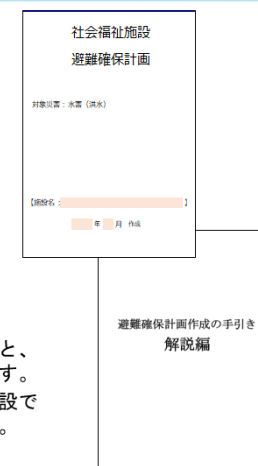 社会福祉施設
避難確保計画
対象災害：水害（洪水）
【施設名： 】
年 月 作成
避難確保計画作成の手引き
解説編
と、
す。
設で
。